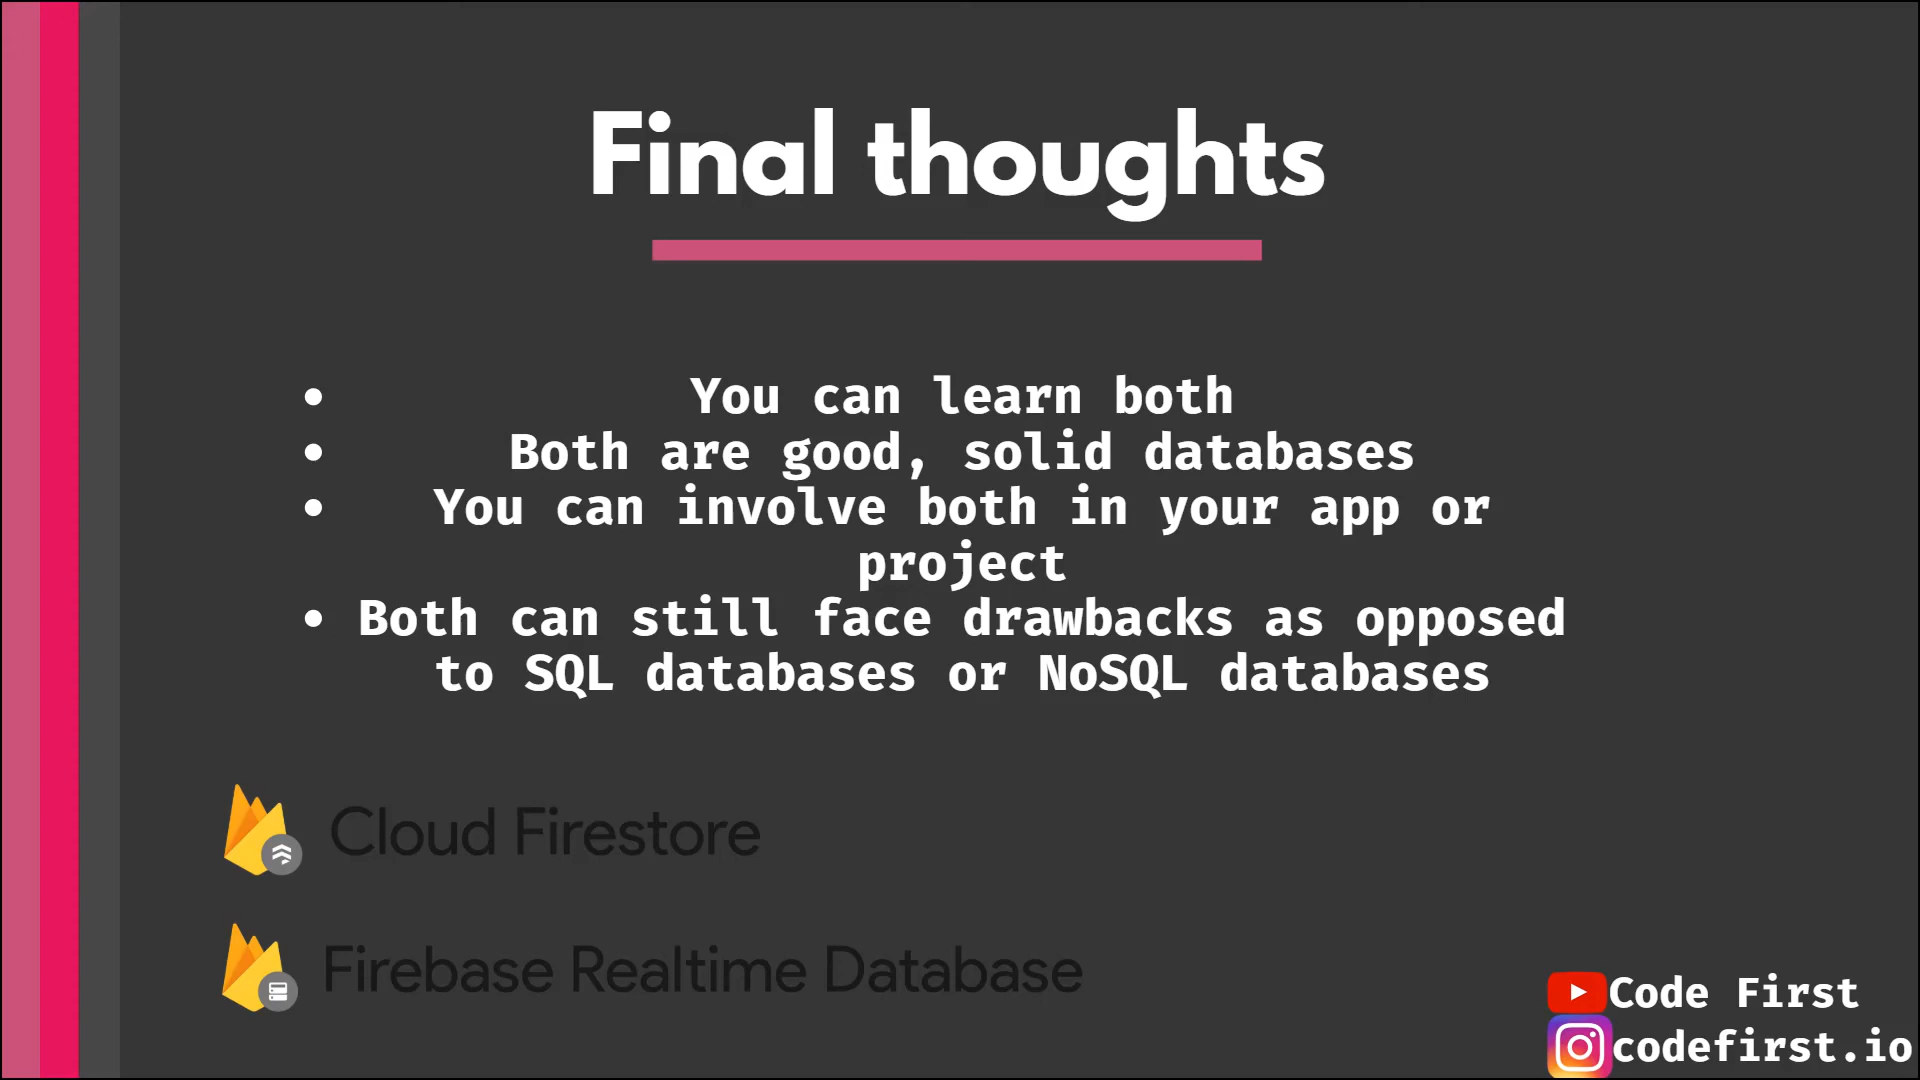 Final thoughts
• You can learn both
• Both are good, solid databases
• You can involve both in your app or
project
• Both can still face drawbacks as opposed
to SQL databases or NoSQL databases
Cloud Firestore
Firebase Realtime Database
Code First
codefirst.io